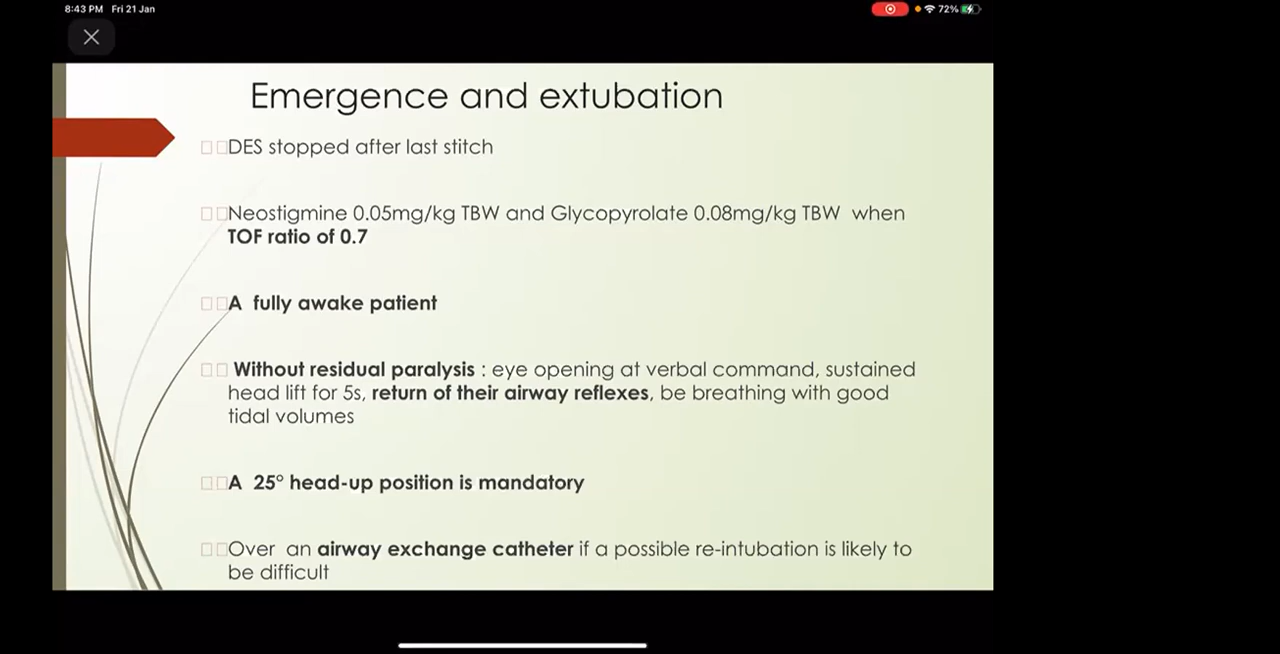 8:43 PM Fri 21 Jan
72%
Emergence and extubation
DES stopped after last stitch
Neostigmine 0.05mg/kg TBW and Glycopyrolate 0.08mg/kg TBW when
TOF ratio of 0.7
A fully awake patient
Without residual paralysis : eye opening at verbal command, sustained
head lift for 5s, return of their airway reflexes, be breathing with good
tidal volumes
A 25° head-up position is mandatory
Over an airway exchange catheter if a possible re-intubation is likely to
be difficult